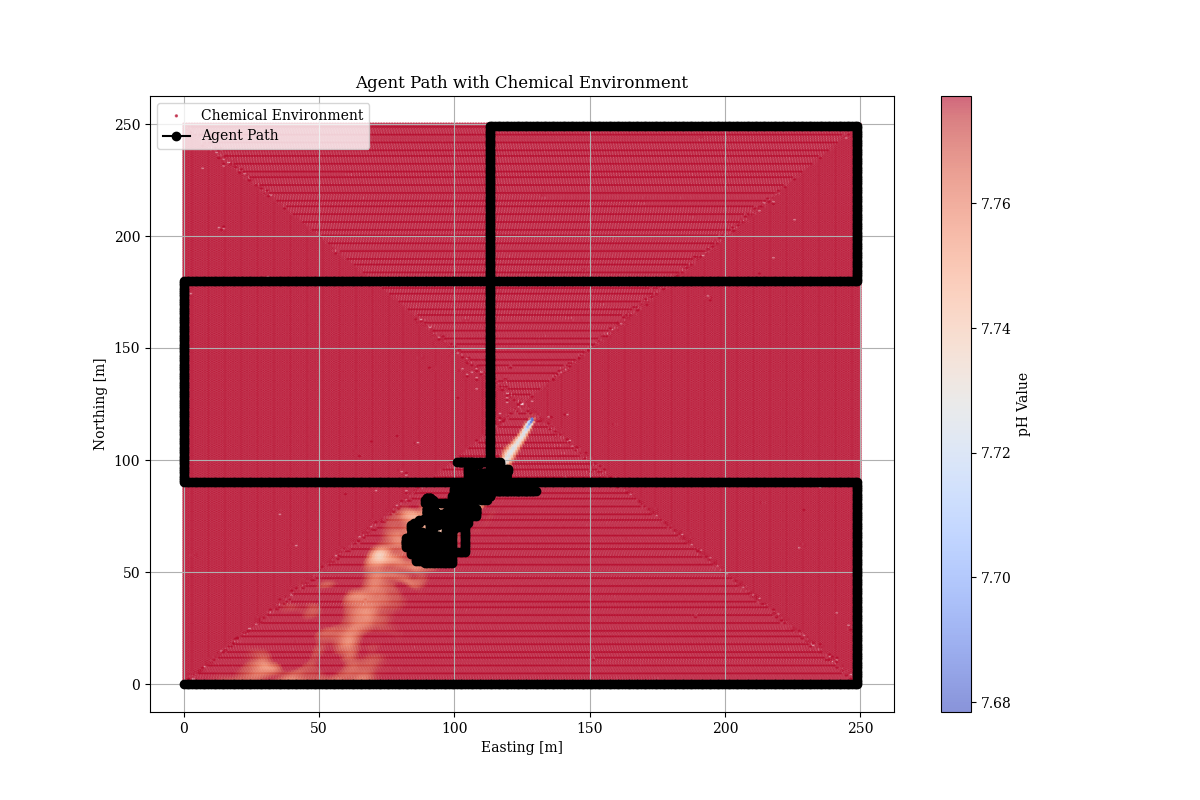 Agent Path with Chemical Environment
Chemical Environment
Agent Path
250
200
150
100
50
0
Northing [m]
0 50 100 150 200 250
Easting [m]
7.76
7.74
7.72
7.70
7.68
pH Value